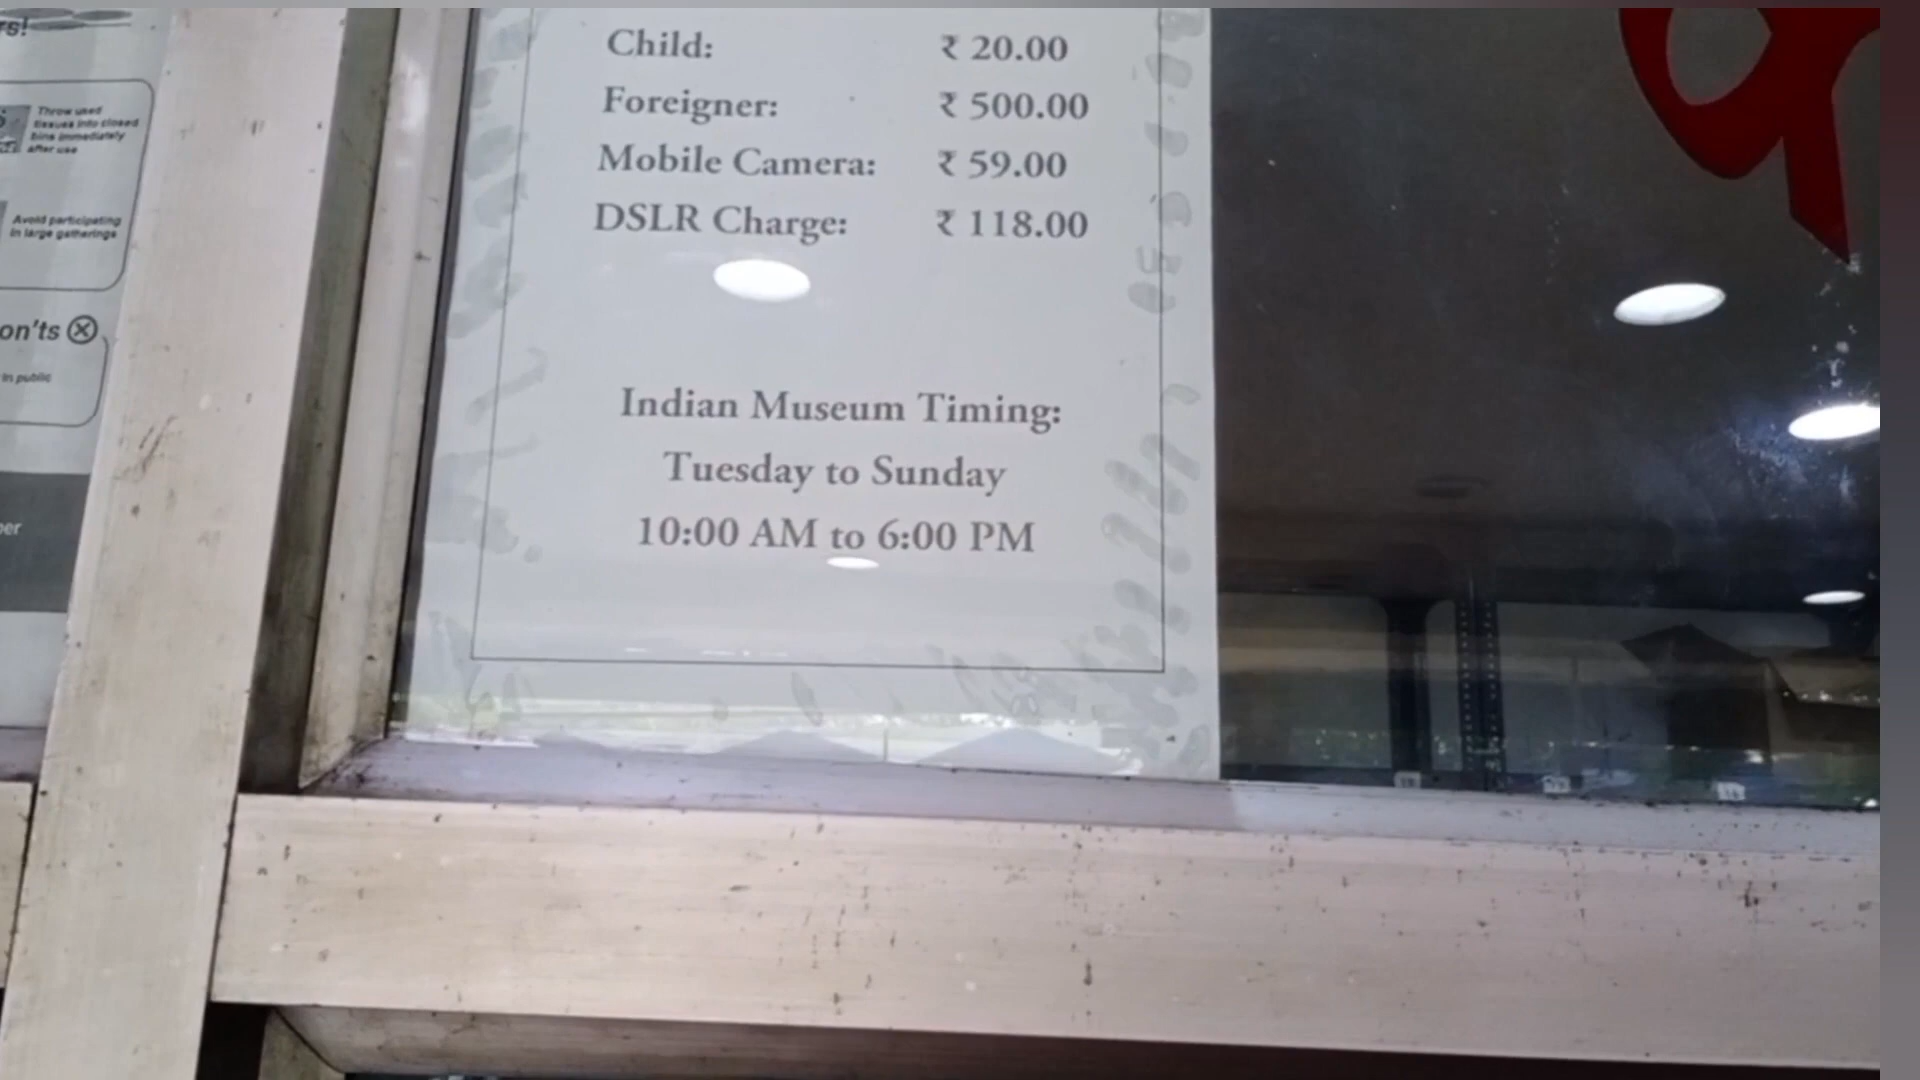 rs!
Throw used
tissues into closed
bins immediately
after use
Avoid participating
in large gatherings
on'ts
in public
Child: ₹ 20.00
Foreigner: ₹ 500.00
Mobile Camera: ₹ 59.00
DSLR Charge: ₹ 118.00
Indian Museum Timing:
Tuesday to Sunday
10:00 AM to 6:00 PM